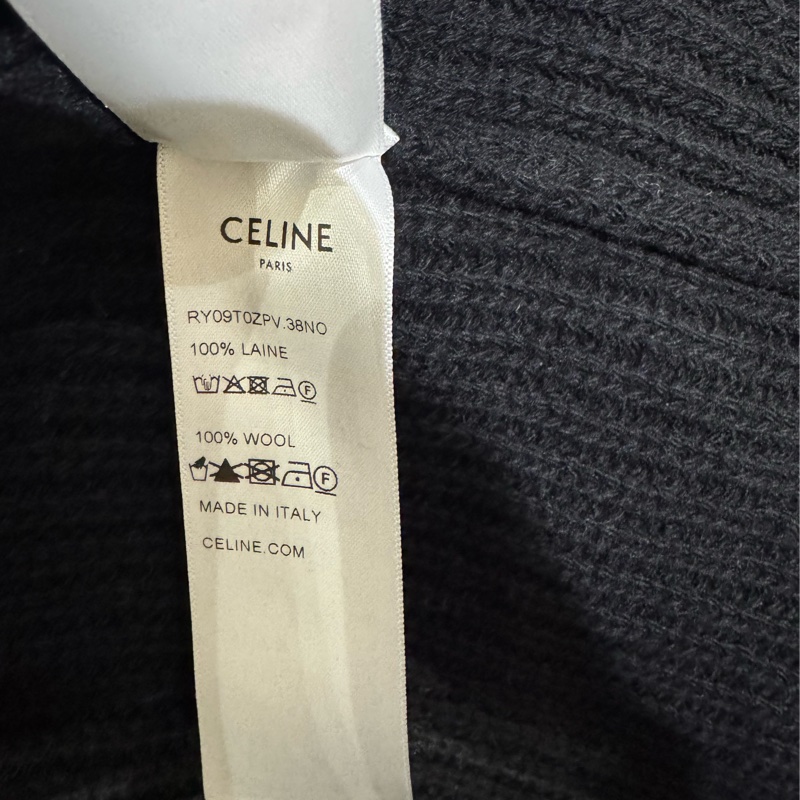 CELINE
PARIS
RY09T0ZPV.38NO
100% LAINE
F
100% WOOL
F
MADE IN ITALY
CELINE.COM